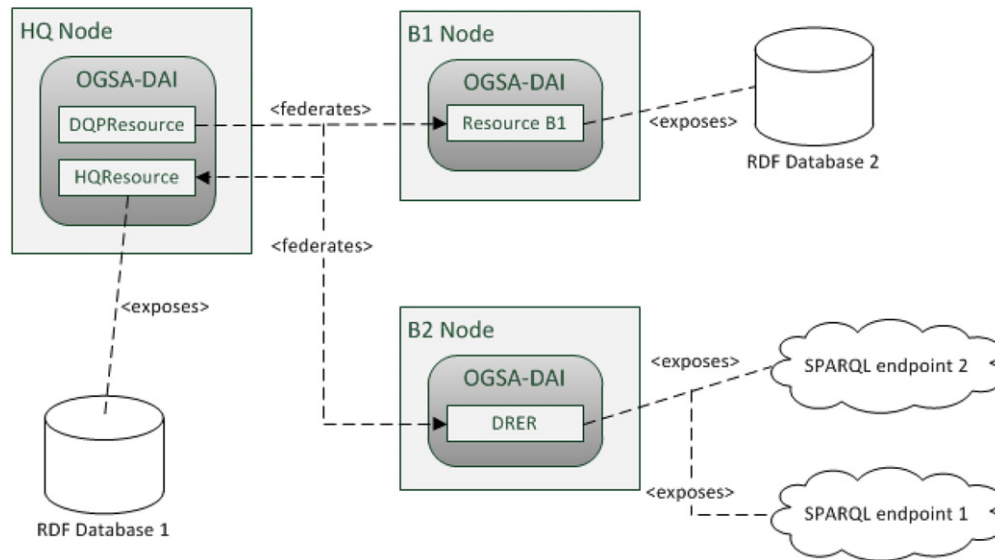 HQ Node
OGSA-DAI
DQPResource
HQResource
<federates>
<federates>
<exposes>
RDF Database 1
B1 Node
OGSA-DAI
Resource B1
<exposes>
RDF Database 2
B2 Node
OGSA-DAI
DRER
<exposes>
SPARQL endpoint 2
<exposes>
SPARQL endpoint 1